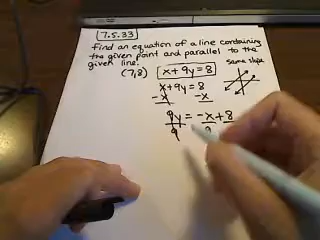 7.5.33
Find an equation of a line containing
the given point and parallel to the
given line.
same slope
(7,8) x+9y=8
x+9y=8
-x -x
9y = -x+8
9 9